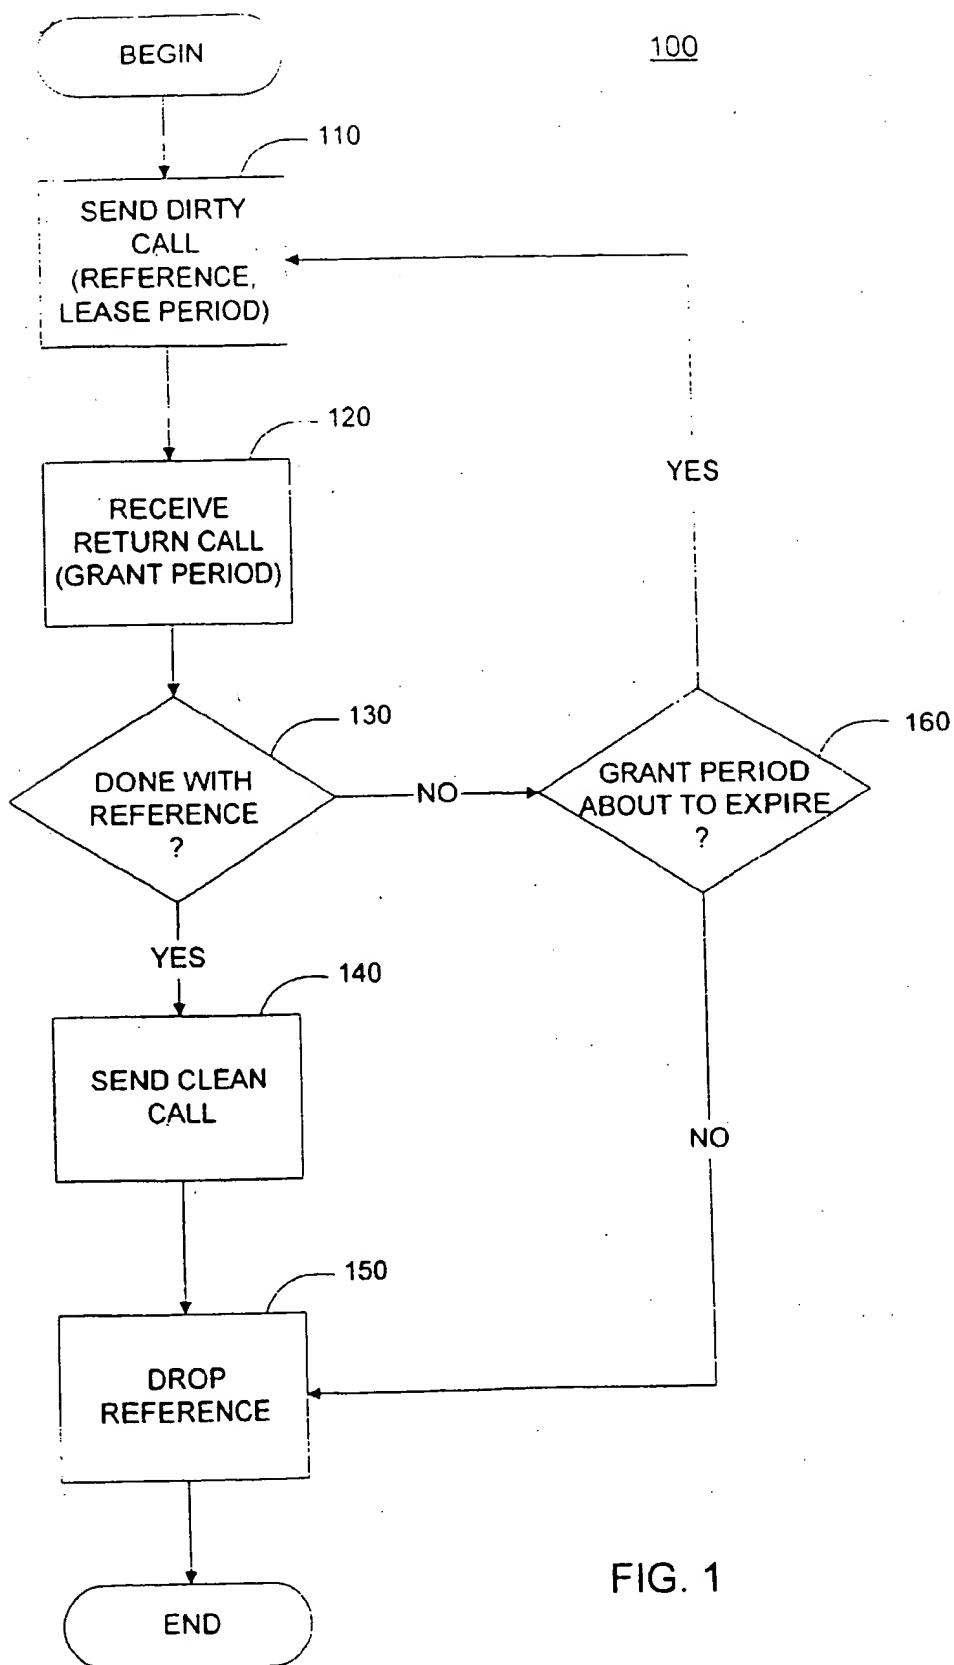 BEGIN
100
110
SEND DIRTY
CALL
(REFERENCE,
LEASE PERIOD)
120
RECEIVE
RETURN CALL
(GRANT PERIOD)
YES
130
DONE WITH
REFERENCE
?
NO
160
GRANT PERIOD
ABOUT TO EXPIRE
?
YES
140
SEND CLEAN
CALL
NO
150
DROP
REFERENCE
END
FIG. 1